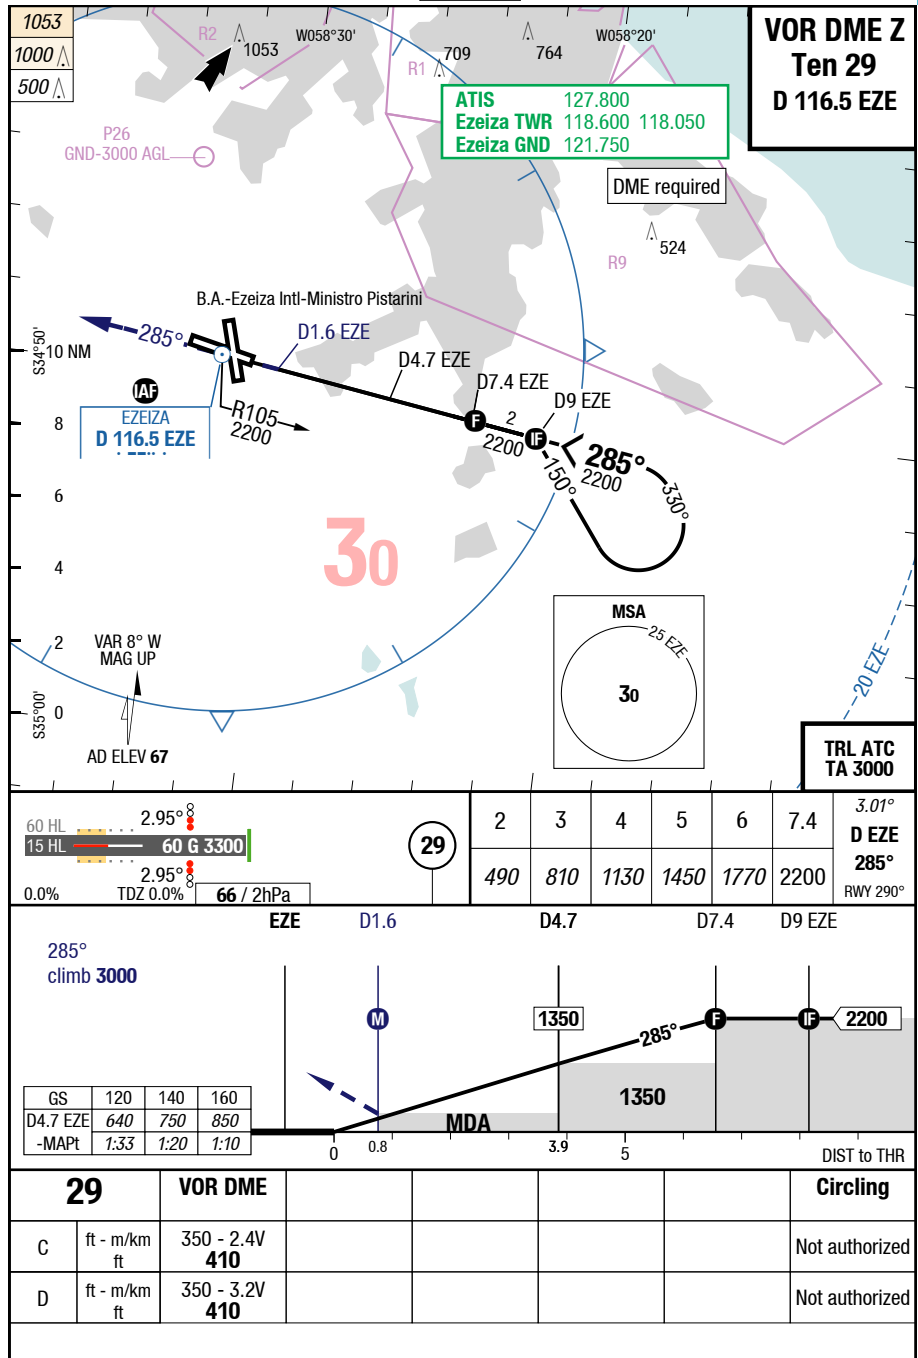 1053
1000
500
R2
1053
W058°30'
709
764
W058°20'
R1
VOR DME Z
Ten 29
D 116.5 EZE
ATIS 127.800
Ezeiza TWR 118.600 118.050
Ezeiza GND 121.750
P26
GND-3000 AGL
DME required
524
R9
B.A.-Ezeiza Intl-Ministro Pistarini
285°
D1.6 EZE
S34°50'
10 NM
D4.7 EZE
D7.4 EZE
D9 EZE
IAF
EZEIZA
D 116.5 EZE
R105
2200
F
2
2200
IF
285°
2200
150°
330°
8
6
30
4
MSA
25 EZE
30
2
VAR 8° W
MAG UP
20 EZE
S35°00'
0
AD ELEV 67
TRL ATC
TA 3000
60 HL
15 HL
2.95°
60 G 3300
2.95°
0.0%
TDZ 0.0%
66 / 2hPa
29
2 3 4 5 6 7.4
490 810 1130 1450 1770 2200
3.01°
D EZE
285°
RWY 290°
EZE D1.6 D4.7 D7.4 D9 EZE
285°
climb 3000
M
1350
285°
F
IF
2200
1350
MDA
GS 120 140 160
D4.7 EZE 640 750 850
-MAPt 1:33 1:20 1:10
0 0.8 3.9 5 DIST to THR
29 VOR DME Circling
C ft - m/km 350 - 2.4V Not authorized
ft 410
D ft - m/km 350 - 3.2V Not authorized
ft 410